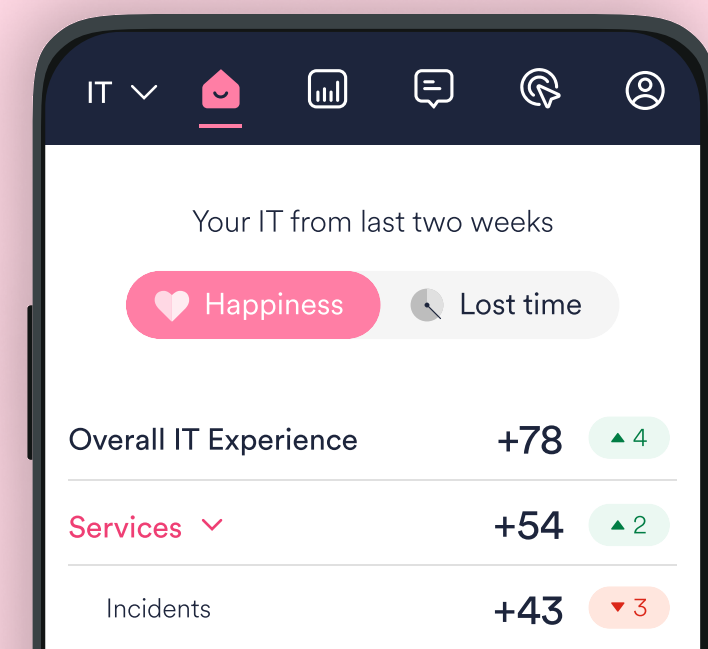 IT
Your IT from last two weeks
Happiness Lost time
Overall IT Experience +78 ▲ 4
Services +54 ▲ 2
Incidents +43 ▼ 3